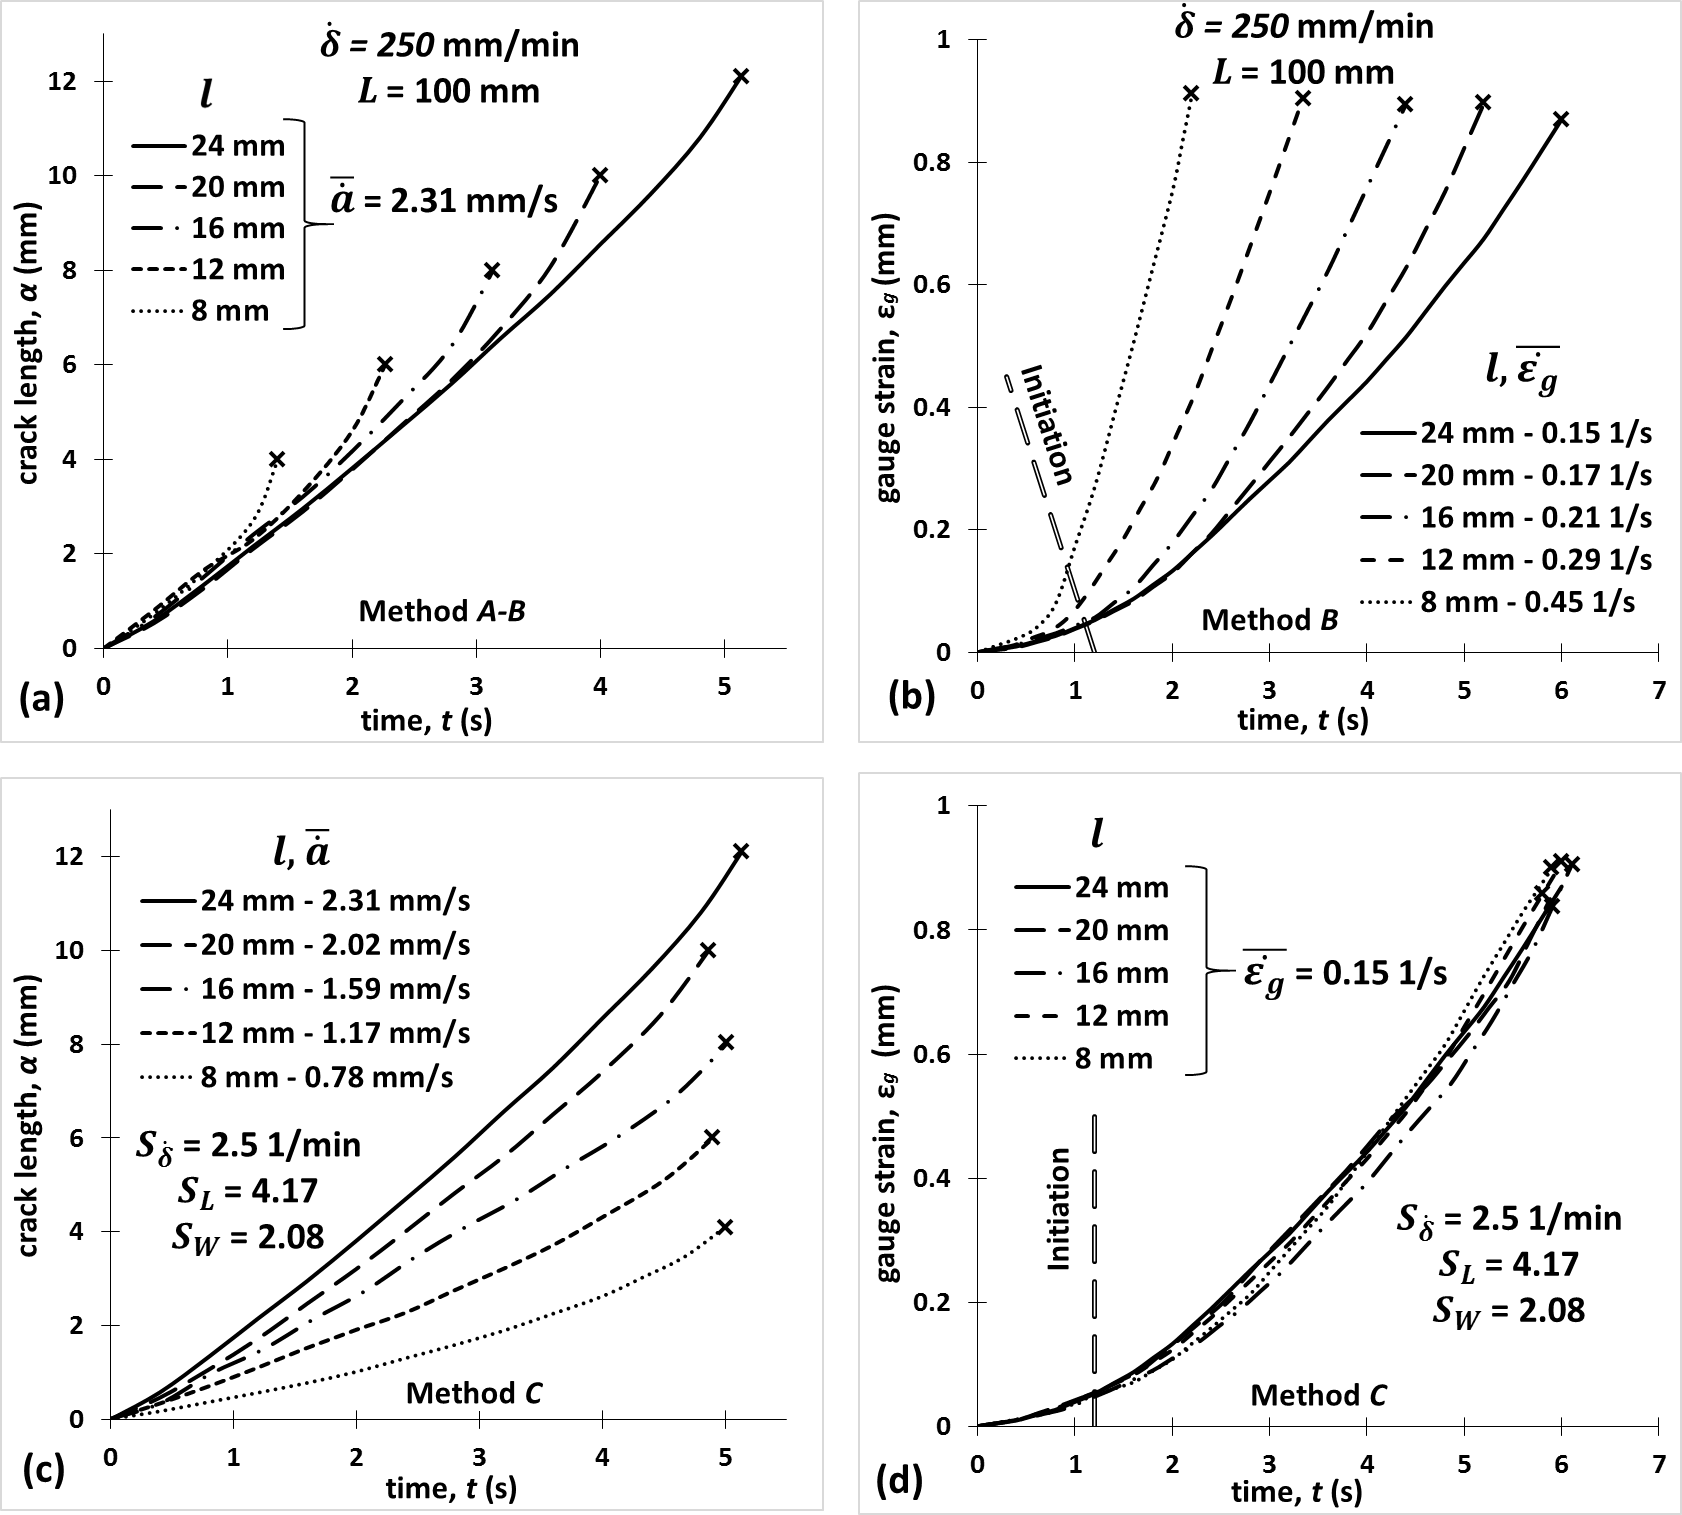 δ̇ = 250 mm/min
L = 100 mm
l
24 mm
20 mm
16 mm
12 mm
8 mm
ȧ̅ = 2.31 mm/s
crack length, α (mm)
12
10
8
6
4
2
0
0 1 2 3 4 5
time, t (s)
Method A-B
(a)
δ̇ = 250 mm/min
L = 100 mm
gauge strain, εg (mm)
1
0.8
0.6
0.4
0.2
0
Initiation
l, ε̇g̅
24 mm - 0.15 1/s
20 mm - 0.17 1/s
16 mm - 0.21 1/s
12 mm - 0.29 1/s
8 mm - 0.45 1/s
Method B
0 1 2 3 4 5 6 7
time, t (s)
(b)
l, ȧ̅
24 mm - 2.31 mm/s
20 mm - 2.02 mm/s
16 mm - 1.59 mm/s
12 mm - 1.17 mm/s
8 mm - 0.78 mm/s
Sδ̇ = 2.5 1/min
SL = 4.17
SW = 2.08
crack length, α (mm)
12
10
8
6
4
2
0
Method C
0 1 2 3 4 5
time, t (s)
(c)
l
24 mm
20 mm
16 mm
12 mm
8 mm
ε̇g̅ = 0.15 1/s
gauge strain, εg (mm)
1
0.8
0.6
0.4
0.2
0
Initiation
Sδ̇ = 2.5 1/min
SL = 4.17
SW = 2.08
Method C
0 1 2 3 4 5 6 7
time, t (s)
(d)